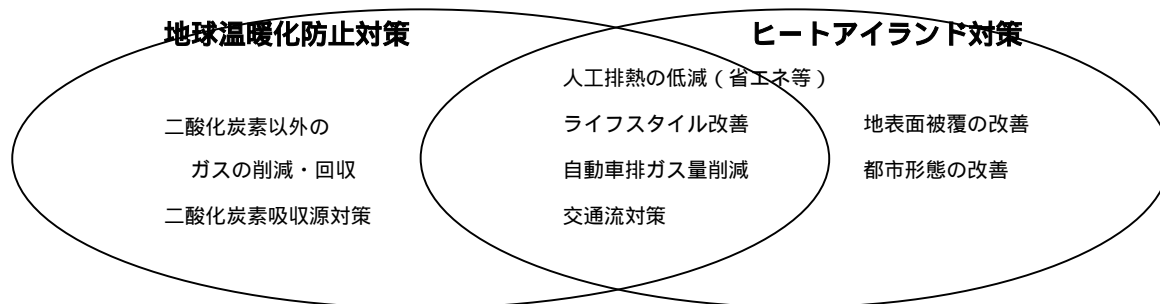 地球温暖化防止対策
ヒートアイランド対策
二酸化炭素以外の
ガスの削減・回収
二酸化炭素吸収源対策
人工排熱の低減（省エネ等）
ライフスタイル改善
自動車排ガス量削減
交通流対策
地表面被覆の改善
都市形態の改善